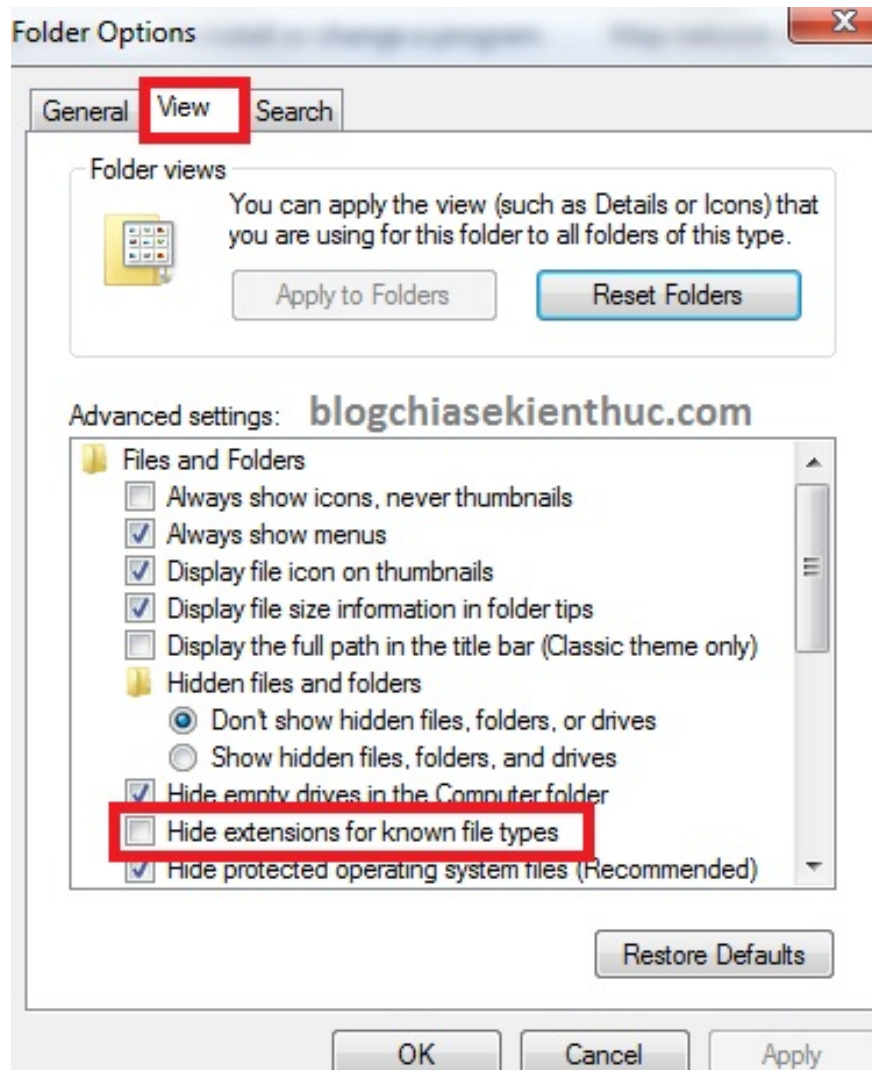 Folder Options
General View Search
Folder views
You can apply the view (such as Details or Icons) that
you are using for this folder to all folders of this type.
Apply to Folders Reset Folders
Advanced settings: blogchiasekienthuc.com
Files and Folders
Always show icons, never thumbnails
Always show menus
Display file icon on thumbnails
Display file size information in folder tips
Display the full path in the title bar (Classic theme only)
Hidden files and folders
Don't show hidden files, folders, or drives
Show hidden files, folders, and drives
Hide empty drives in the Computer folder
Hide extensions for known file types
Hide protected operating system files (Recommended)
Restore Defaults
OK Cancel Apply